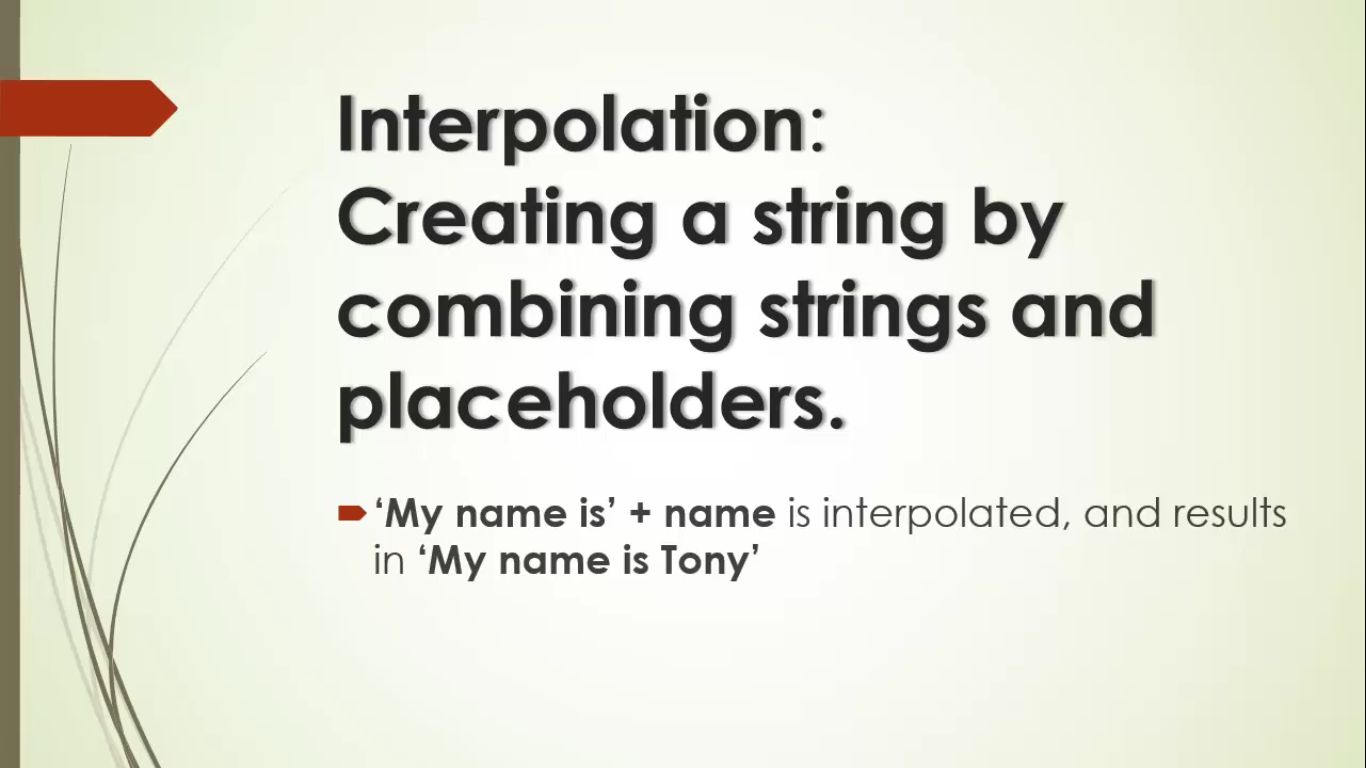 Interpolation:
Creating a string by
combining strings and
placeholders.
‘My name is’ + name is interpolated, and results
in ‘My name is Tony’